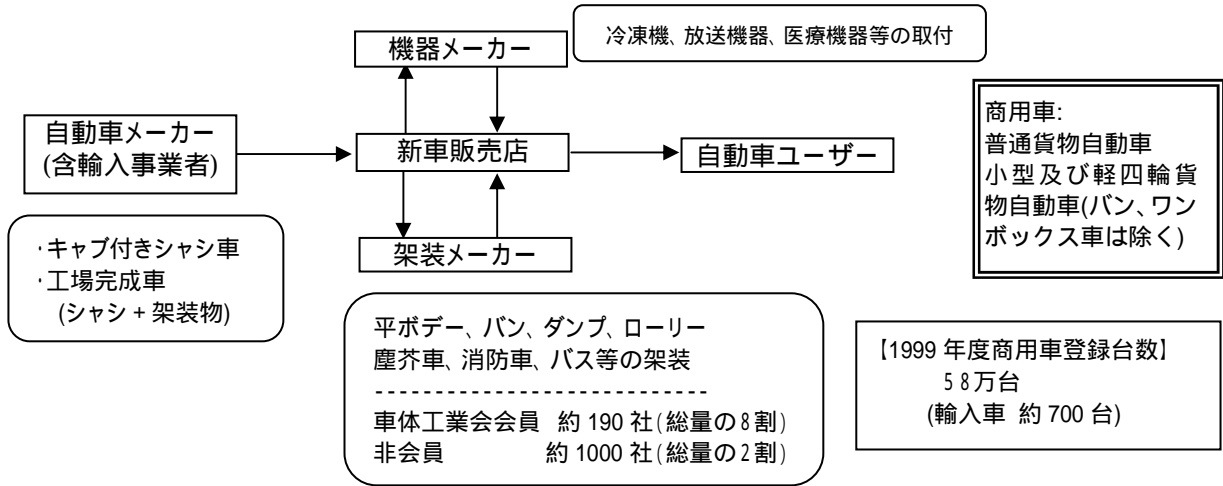 冷凍機、放送機器、医療機器等の取付
機器メーカー
自動車メーカー
(含輸入事業者)
新車販売店
自動車ユーザー
商用車:
普通貨物自動車
小型及び軽四輪貨
物自動車(バン、ワン
ボックス車は除く)
・キャブ付きシャシ車
・工場完成車
(シャシ + 架装物)
架装メーカー
平ボデー、バン、ダンプ、ローリー
塵芥車、消防車、バス等の架装
------------------------------
車体工業会会員 約 190 社(総量の8割)
非会員 約 1000 社(総量の2割)
【1999 年度商用車登録台数】
58万台
(輸入車 約 700 台)